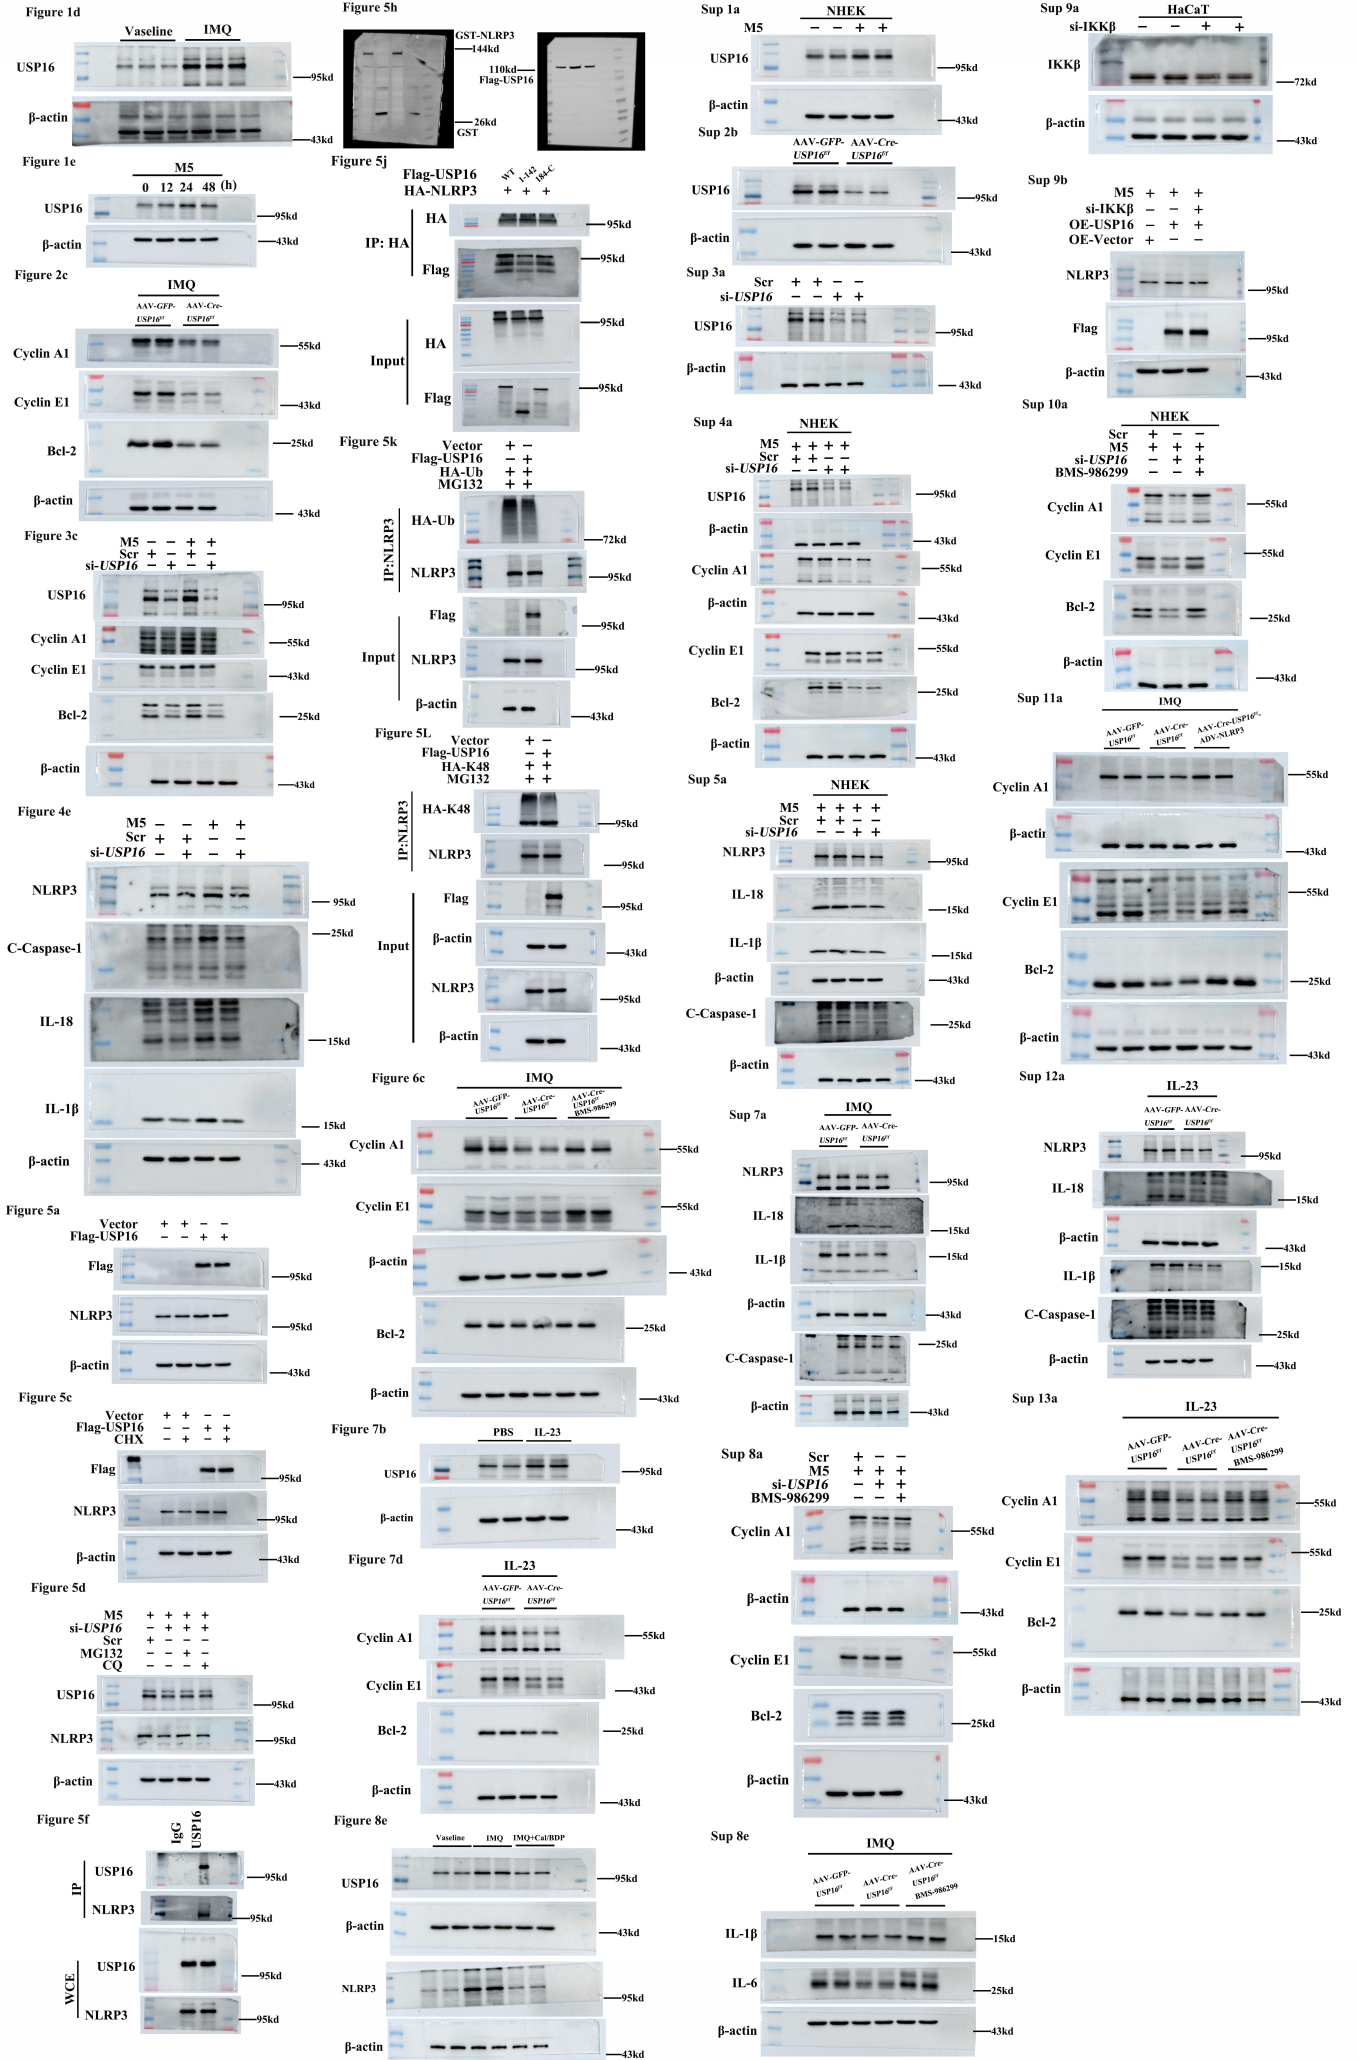 Figure 1d
Vaseline IMQ
USP16
95kd
β-actin
43kd
Figure 1e
M5
0 12 24 48 (h)
USP16
95kd
β-actin
43kd
Figure 2c
IMQ
AAV-GFP- AAV-Cre-
USP16f/f USP16f/f
Cyclin A1
55kd
Cyclin E1
43kd
Bcl-2
25kd
β-actin
43kd
Figure 3c
M5 − − + +
Scr + − + −
si-USP16 − + − +
USP16
95kd
Cyclin A1
55kd
Cyclin E1
43kd
Bcl-2
25kd
β-actin
43kd
Figure 4e
M5 − − + +
Scr + − + −
si-USP16 − + − +
NLRP3
95kd
C-Caspase-1
25kd
IL-18
15kd
IL-1β
15kd
β-actin
43kd
Figure 5a
Vector + + − −
Flag-USP16 − − + +
Flag
95kd
NLRP3
95kd
β-actin
43kd
Figure 5c
Vector + + − −
Flag-USP16 − − + +
CHX − + − +
Flag
95kd
NLRP3
95kd
β-actin
43kd
Figure 5d
M5 + + + +
si-USP16 − + + +
Scr + − − −
MG132 − − + −
CQ − − − +
USP16
95kd
NLRP3
95kd
β-actin
43kd
Figure 5f
IgG
USP16
IP
USP16
95kd
NLRP3
95kd
WCE
USP16
95kd
NLRP3
95kd
Figure 5h
GST-NLRP3
144kd
26kd
GST
110kd
Flag-USP16
Figure 5j
Flag-USP16 WT 1-142 184-C
HA-NLRP3 + + +
IP: HA
HA
95kd
Flag
95kd
Input
HA
95kd
Flag
95kd
Figure 5k
Vector + −
Flag-USP16 − +
HA-Ub + +
MG132 + +
IP:NLRP3
HA-Ub
72kd
NLRP3
95kd
Input
Flag
95kd
NLRP3
95kd
β-actin
43kd
Figure 5L
Vector + −
Flag-USP16 − +
HA-K48 + +
MG132 + +
IP:NLRP3
HA-K48
95kd
NLRP3
95kd
Input
Flag
95kd
β-actin
43kd
NLRP3
95kd
β-actin
43kd
Figure 6c
IMQ
AAV-GFP- AAV-Cre- AAV-Cre-
USP16f/f USP16f/f USP16f/f
BMS-986299
Cyclin A1
55kd
Cyclin E1
55kd
β-actin
43kd
Bcl-2
25kd
β-actin
43kd
Figure 7b
PBS IL-23
USP16
95kd
β-actin
43kd
Figure 7d
IL-23
AAV-GFP- AAV-Cre-
USP16f/f USP16f/f
Cyclin A1
55kd
Cyclin E1
43kd
Bcl-2
25kd
β-actin
43kd
Figure 8e
Vaseline IMQ IMQ+Cal/BDP
USP16
95kd
β-actin
43kd
NLRP3
95kd
β-actin
43kd
Sup 1a
NHEK
M5 − − + +
USP16
95kd
β-actin
43kd
Sup 2b
AAV-GFP- AAV-Cre-
USP16f/f USP16f/f
USP16
95kd
β-actin
43kd
Sup 3a
Scr + + − −
si-USP16 − − + +
USP16
95kd
β-actin
43kd
Sup 4a
NHEK
M5 + + + +
Scr + + − −
si-USP16 − − + +
USP16
95kd
β-actin
43kd
Cyclin A1
55kd
β-actin
43kd
Cyclin E1
55kd
Bcl-2
25kd
β-actin
43kd
Sup 5a
NHEK
M5 + + + +
Scr + + − −
si-USP16 − − + +
NLRP3
95kd
IL-18
15kd
IL-1β
15kd
β-actin
43kd
C-Caspase-1
25kd
β-actin
43kd
Sup 7a
IMQ
AAV-GFP- AAV-Cre-
USP16f/f USP16f/f
NLRP3
95kd
IL-18
15kd
IL-1β
15kd
β-actin
43kd
C-Caspase-1
25kd
β-actin
43kd
Sup 8a
Scr + − −
M5 + + +
si-USP16 − + +
BMS-986299 − − +
Cyclin A1
55kd
β-actin
43kd
Cyclin E1
55kd
Bcl-2
25kd
β-actin
43kd
Sup 8e
IMQ
AAV-GFP- AAV-Cre- AAV-Cre-
USP16f/f USP16f/f USP16f/f
BMS-986299
IL-1β
15kd
IL-6
25kd
β-actin
43kd
Sup 9a
HaCaT
si-IKKβ − − + +
IKKβ
72kd
β-actin
43kd
Sup 9b
M5 + + +
si-IKKβ − − +
OE-USP16 − + +
OE-Vector + − −
NLRP3
95kd
Flag
95kd
β-actin
43kd
Sup 10a
NHEK
Scr + − −
M5 + + +
si-USP16 − + +
BMS-986299 − − +
Cyclin A1
55kd
Cyclin E1
55kd
Bcl-2
25kd
β-actin
43kd
Sup 11a
IMQ
AAV-GFP- AAV-Cre- AAV-Cre-USP16f/f-
USP16f/f USP16f/f ADV-NLRP3
Cyclin A1
55kd
β-actin
43kd
Cyclin E1
55kd
Bcl-2
25kd
β-actin
43kd
Sup 12a
IL-23
AAV-GFP- AAV-Cre-
USP16f/f USP16f/f
NLRP3
95kd
IL-18
15kd
β-actin
43kd
IL-1β
15kd
C-Caspase-1
25kd
β-actin
43kd
Sup 13a
IL-23
AAV-GFP- AAV-Cre- AAV-Cre-
USP16f/f USP16f/f USP16f/f
BMS-986299
Cyclin A1
55kd
Cyclin E1
55kd
Bcl-2
25kd
β-actin
43kd